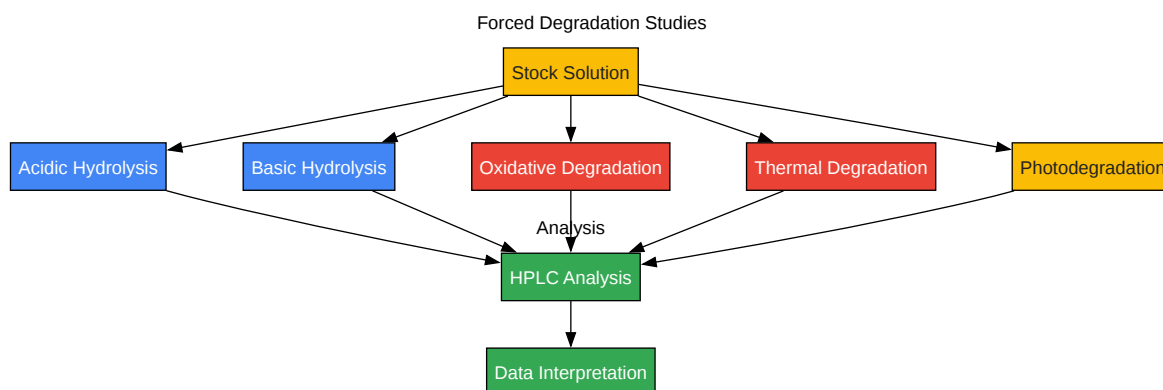 Forced Degradation Studies
Stock Solution
Acidic Hydrolysis
Basic Hydrolysis
Oxidative Degradation
Thermal Degradation
Photodegradation
Analysis
HPLC Analysis
Data Interpretation